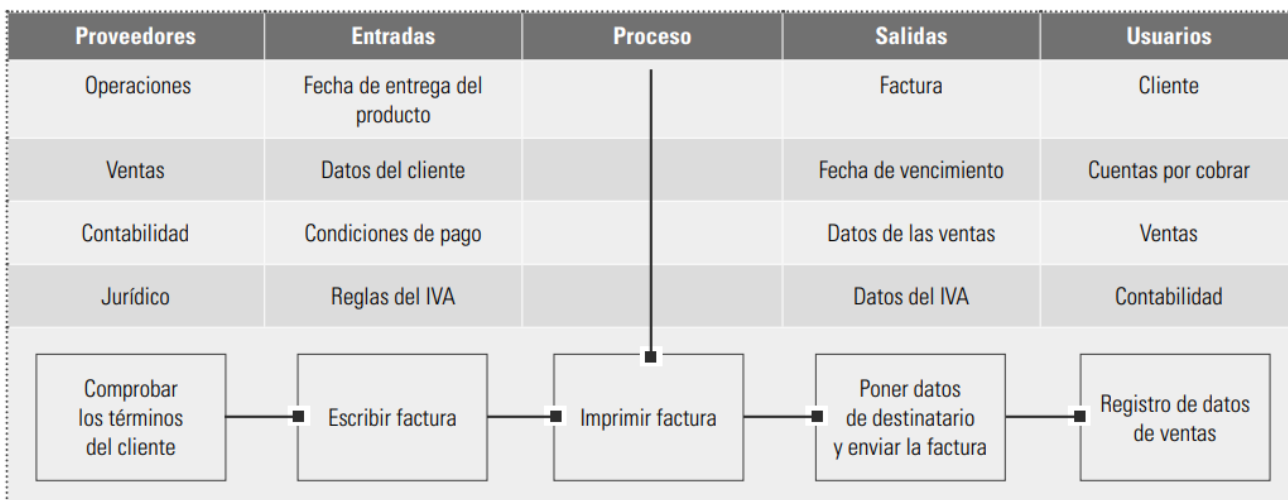 Proveedores Entradas Proceso Salidas Usuarios
Operaciones Fecha de entrega del Factura Cliente
producto
Ventas Datos del cliente Fecha de vencimiento Cuentas por cobrar
Contabilidad Condiciones de pago Datos de las ventas Ventas
Jurídico Reglas del IVA Datos del IVA Contabilidad
Comprobar
los términos
del cliente
Escribir factura
Imprimir factura
Poner datos
de destinatario
y enviar la factura
Registro de datos
de ventas